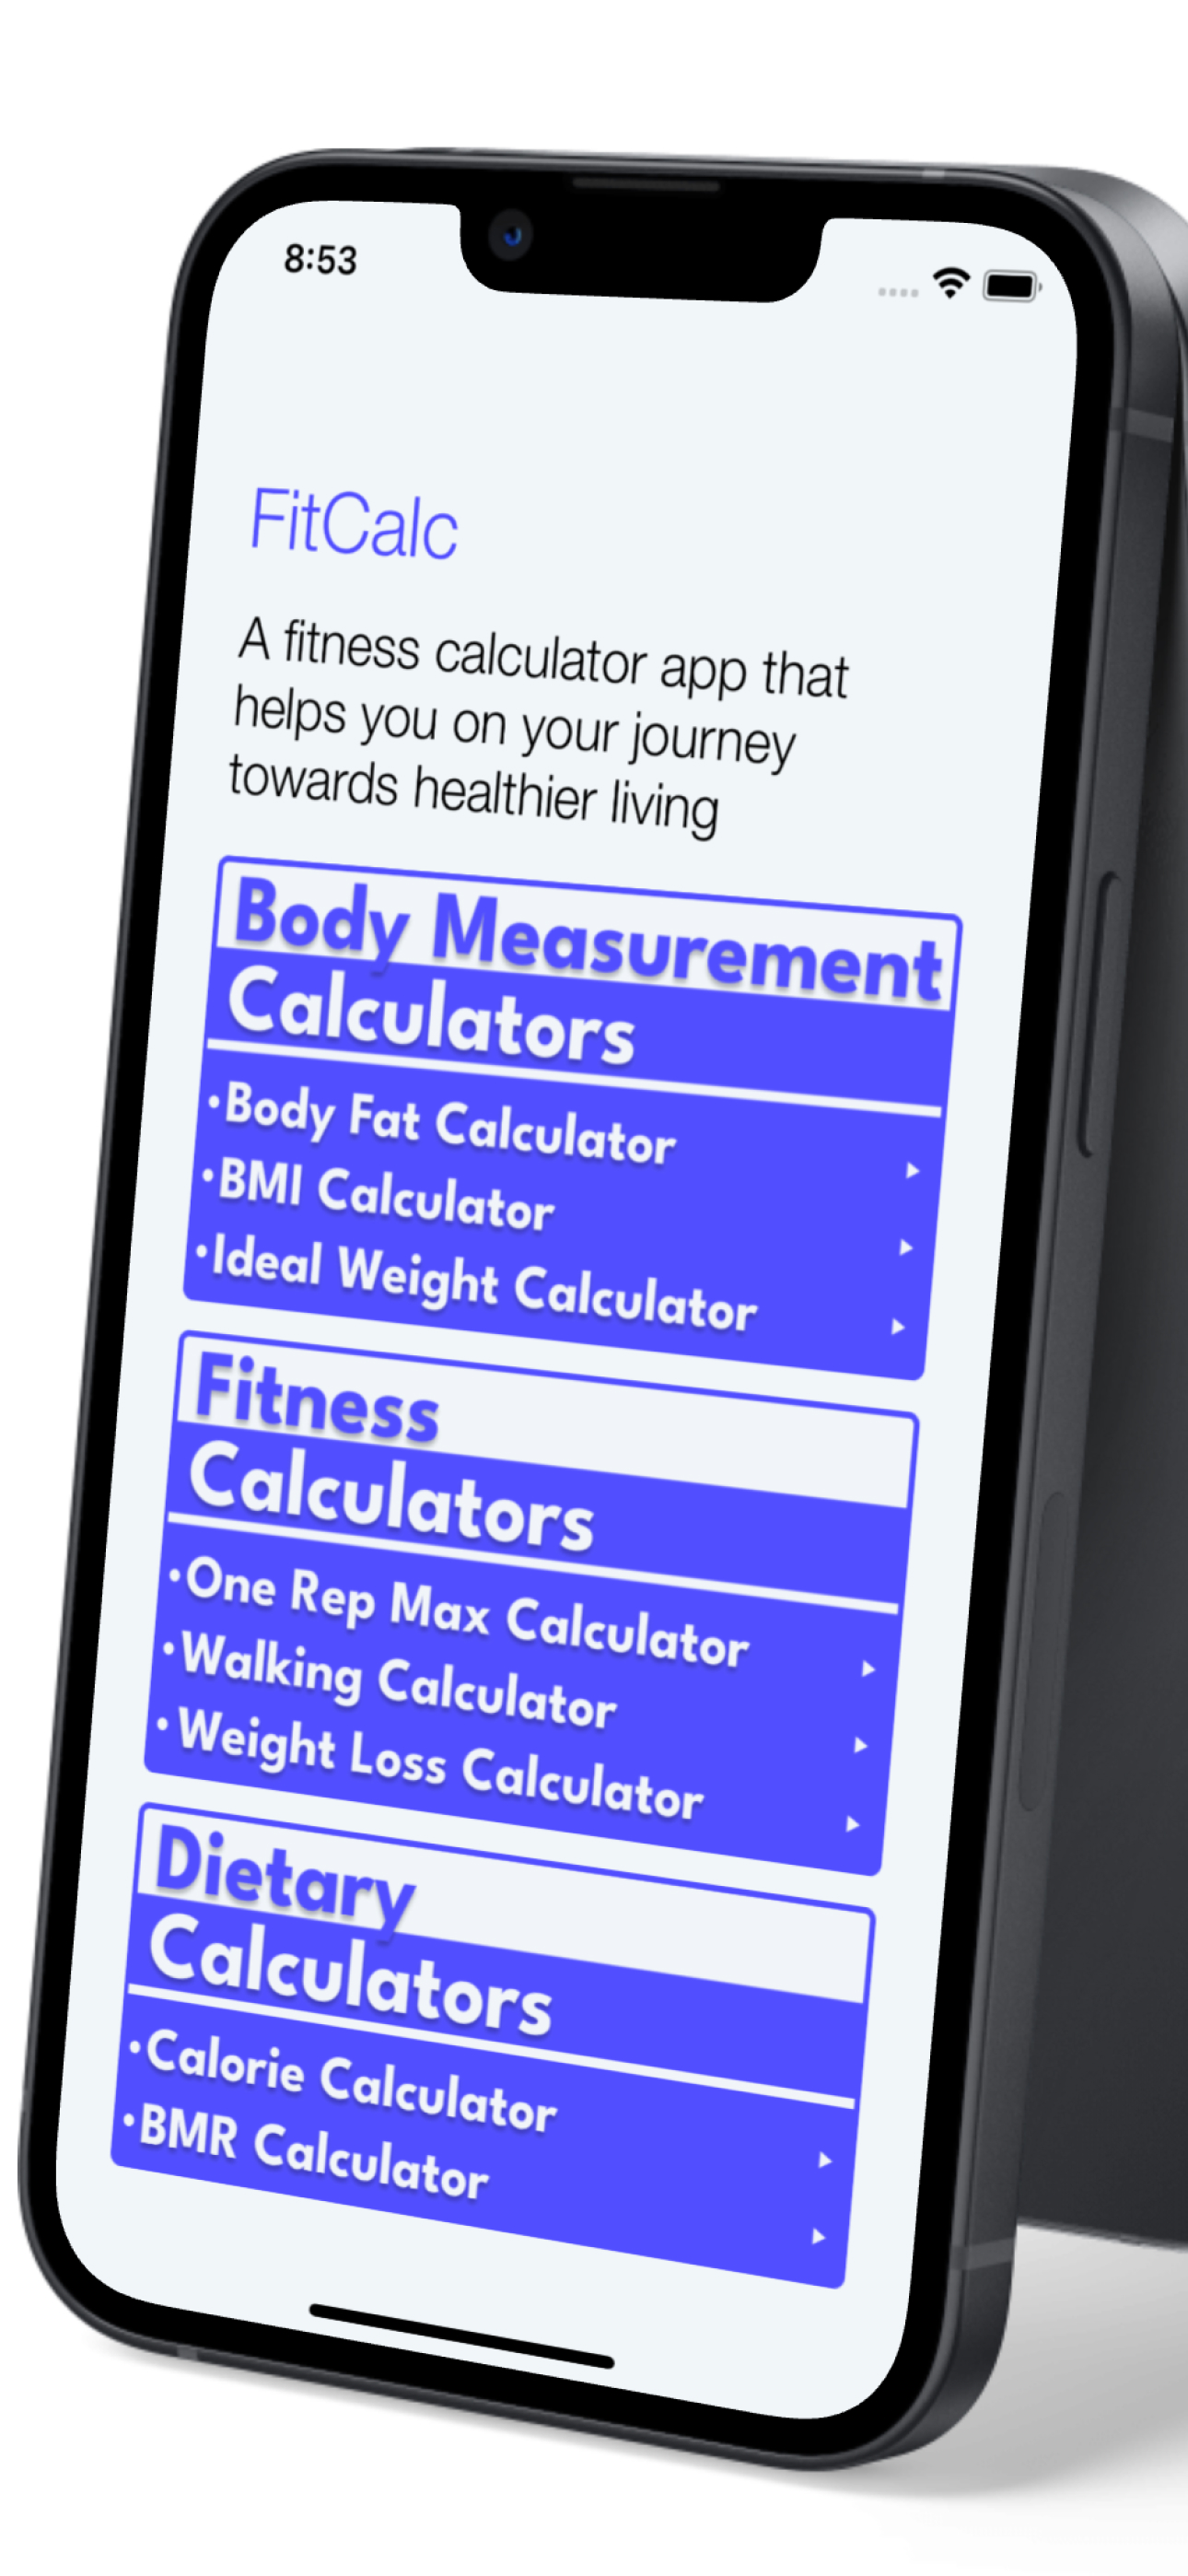 8:53
FitCalc
A fitness calculator app that
helps you on your journey
towards healthier living
Body Measurement
Calculators
•Body Fat Calculator
•BMI Calculator
•Ideal Weight Calculator
Fitness
Calculators
•One Rep Max Calculator
•Walking Calculator
•Weight Loss Calculator
Dietary
Calculators
•Calorie Calculator
•BMR Calculator